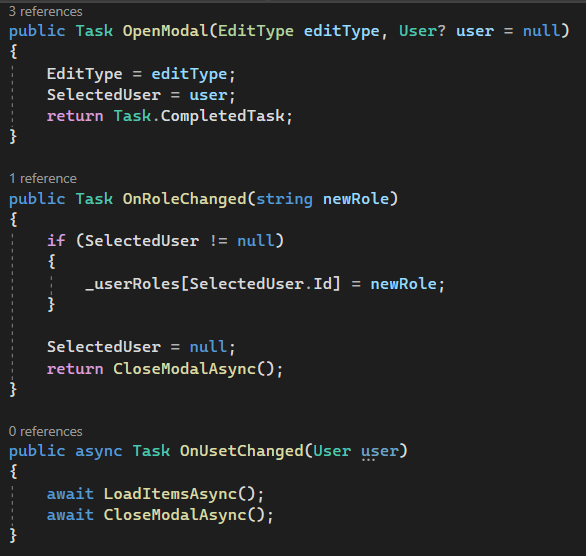 3 references
public Task OpenModal(EditType editType, User? user = null)
{
    EditType = editType;
    SelectedUser = user;
    return Task.CompletedTask;
}
1 reference
public Task OnRoleChanged(string newRole)
{
    if (SelectedUser != null)
    {
        _userRoles[SelectedUser.Id] = newRole;
    }
    SelectedUser = null;
    return CloseModalAsync();
}
0 references
public async Task OnUsetChanged(User user)
{
    await LoadItemsAsync();
    await CloseModalAsync();
}